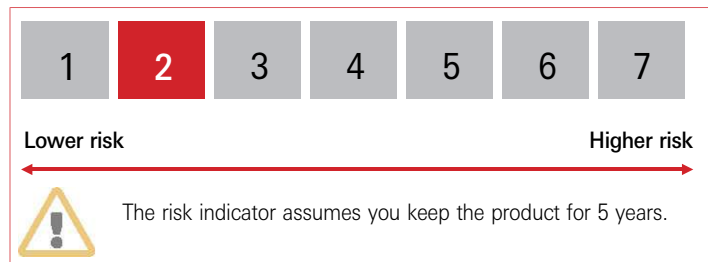 1 2 3 4 5 6 7
Lower risk Higher risk
The risk indicator assumes you keep the product for 5 years.